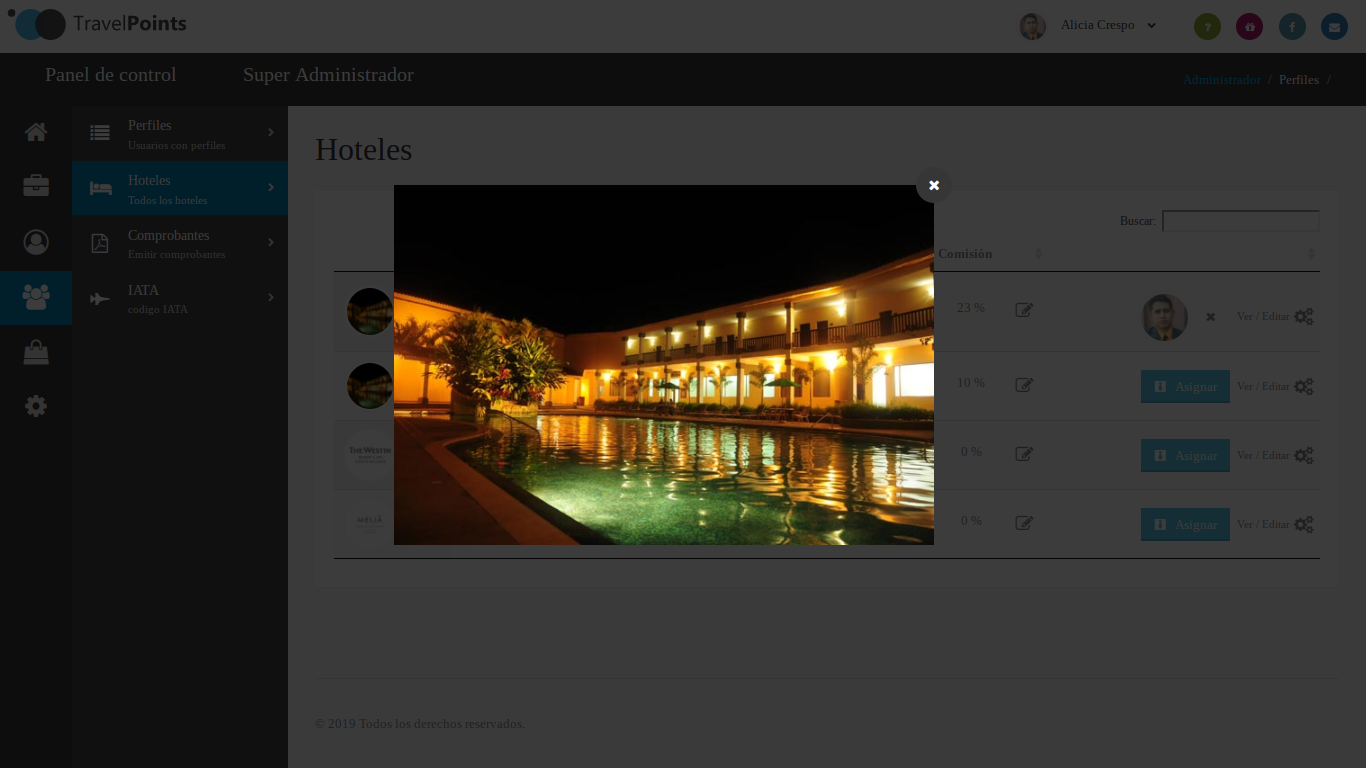 TravelPoints
Alicia Crespo
Panel de control
Super Administrador
Administrador / Perfiles /
Perfiles
Usuarios con perfiles
Hoteles
Todos los hoteles
Comprobantes
Emitir comprobantes
IATA
codigo IATA
Hoteles
Buscar:
Comisión
23 %
Ver / Editar
10 %
Asignar
Ver / Editar
THE WESTIN
0 %
Asignar
Ver / Editar
MELIÃ
0 %
Asignar
Ver / Editar
© 2019 Todos los derechos reservados.